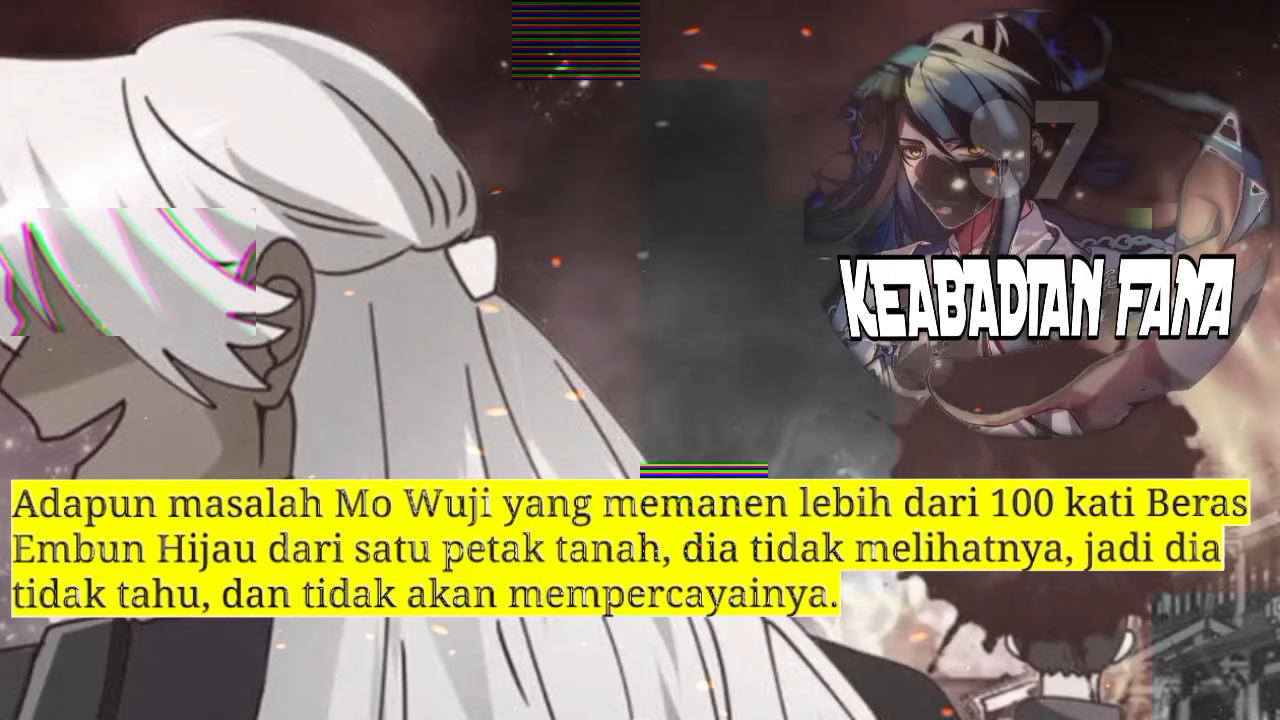 97
KEABADIAN FANA
Adapun masalah Mo Wuji yang memanen lebih dari 100 kati Beras
Embun Hijau dari satu petak tanah, dia tidak melihatnya, jadi dia
tidak tahu, dan tidak akan mempercayainya.